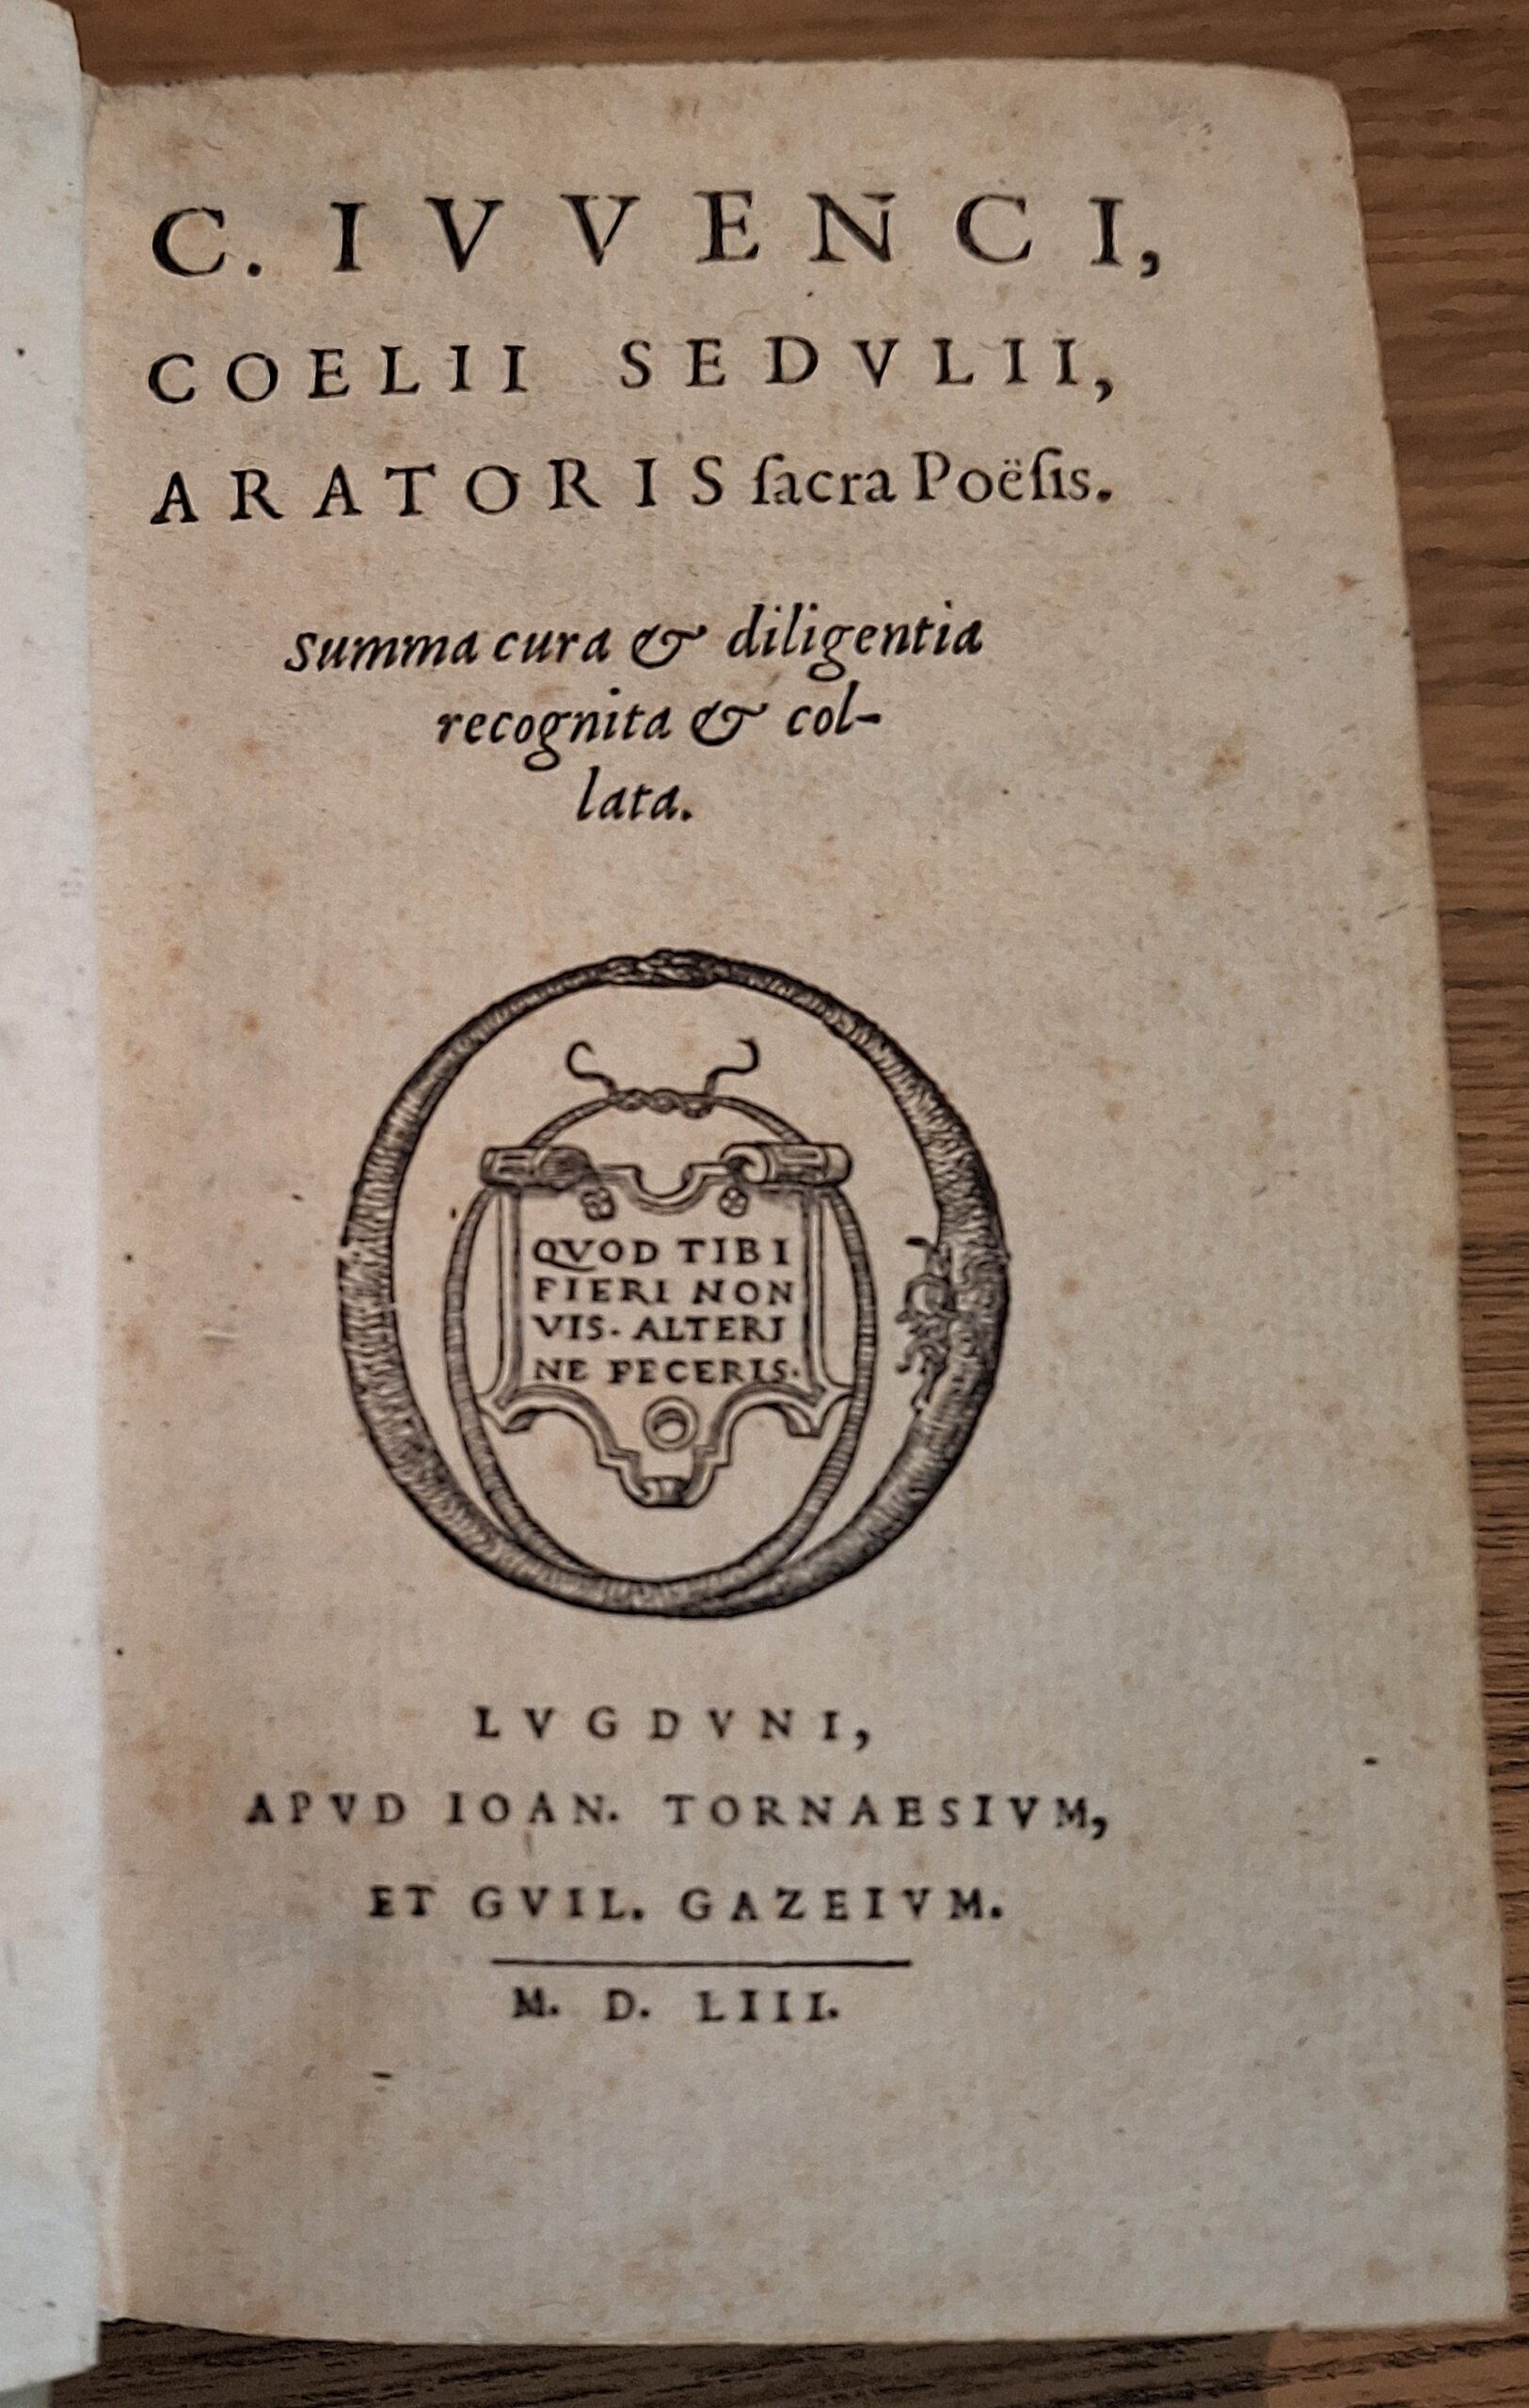 C. IVVENCI,
COELII SEDVLII,
ARATORIS ſacra Poëſis.
Summa cura & diligentia
recognita & col-
lata.
QVOD TIBI
FIERI NON
VIS. ALTERI
NE FECERIS.
LVGDVNI,
APVD IOAN. TORNAESIVM,
ET GVIL. GAZEIVM.
M. D. LIII.